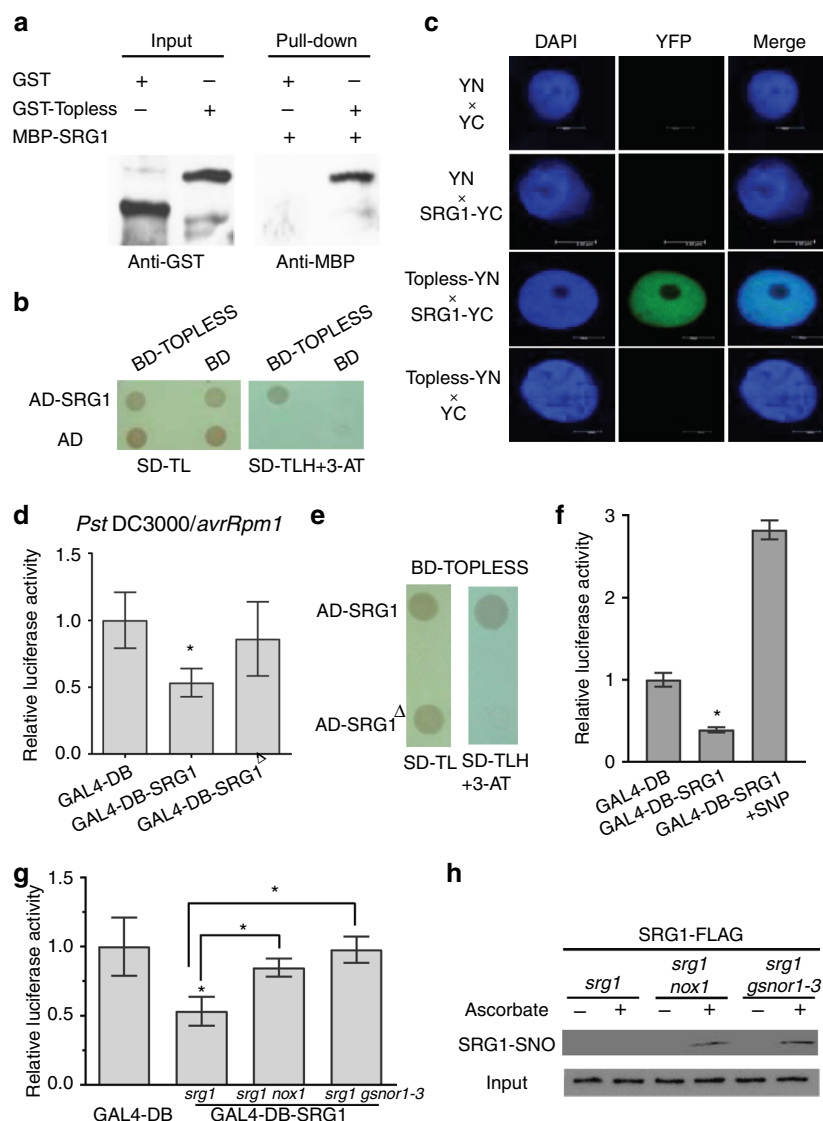 a
Input
Pull-down
GST
+
−
+
−
GST-Topless
−
+
−
+
MBP-SRG1
+
+
Anti-GST
Anti-MBP
b
BD-TOPLESS
BD
BD-TOPLESS
BD
AD-SRG1
AD
SD-TL
SD-TLH+3-AT
c
DAPI
YFP
Merge
YN
×
YC
YN
×
SRG1-YC
Topless-YN
×
SRG1-YC
Topless-YN
×
YC
d
Pst DC3000/avrRpm1
Relative luciferase activity
1.5
1.0
0.5
0.0
*
GAL4-DB
GAL4-DB-SRG1
GAL4-DB-SRG1Δ
e
BD-TOPLESS
AD-SRG1
AD-SRG1Δ
SD-TL
SD-TLH
+3-AT
f
Relative luciferase activity
3
2
1
0
*
GAL4-DB
GAL4-DB-SRG1
GAL4-DB-SRG1
+SNP
g
Relative luciferase activity
1.5
1.0
0.5
0.0
*
*
*
srg1
srg1 nox1
srg1 gsnor1-3
GAL4-DB
GAL4-DB-SRG1
h
SRG1-FLAG
srg1
srg1
nox1
srg1
gsnor1-3
Ascorbate
−
+
−
+
−
+
SRG1-SNO
Input